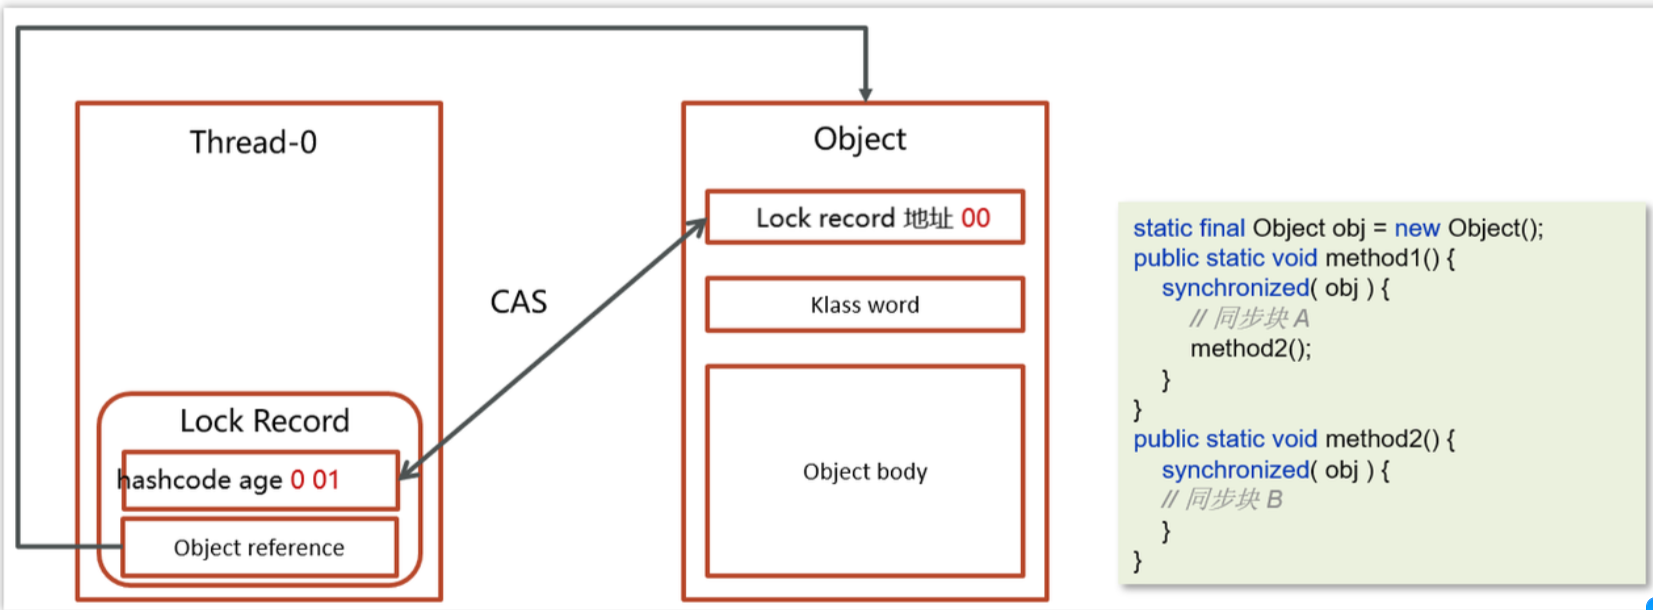 Thread-0
Lock Record
hashcode age 0 01
Object reference
CAS
Object
Lock record 地址 00
Klass word
Object body
static final Object obj = new Object();
public static void method1() {
synchronized( obj ) {
// 同步块 A
method2();
}
}
public static void method2() {
synchronized( obj ) {
// 同步块 B
}
}